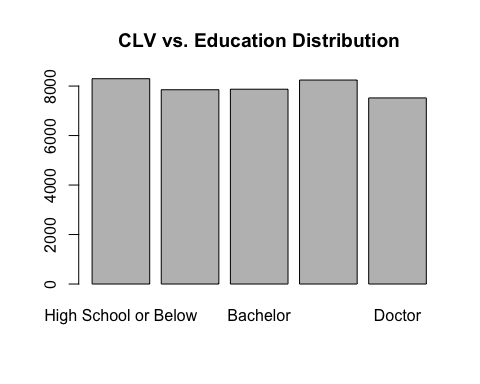 CLV vs. Education Distribution
8000
6000
4000
2000
0
High School or Below Bachelor Doctor